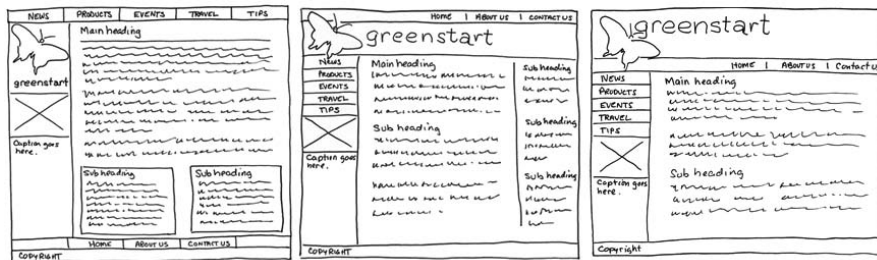 NEWS PRODUCTS EVENTS TRAVEL TIPS
Main heading
greenstart
Caption goes
here.
Sub heading Sub heading
HOME ABOUT US CONTACT US
COPYRIGHT
HOME | ABOUT US | CONTACT US
greenstart
NEWS
PRODUCTS
EVENTS
TRAVEL
TIPS
Caption goes
here.
Main heading
Sub heading
Sub heading
Sub heading
Sub heading
COPYRIGHT
greenstart
HOME | ABOUT US | Contact us
NEWS
PRODUCTS
EVENTS
TRAVEL
TIPS
Caption goes
here.
Main heading
Sub heading
Copyright